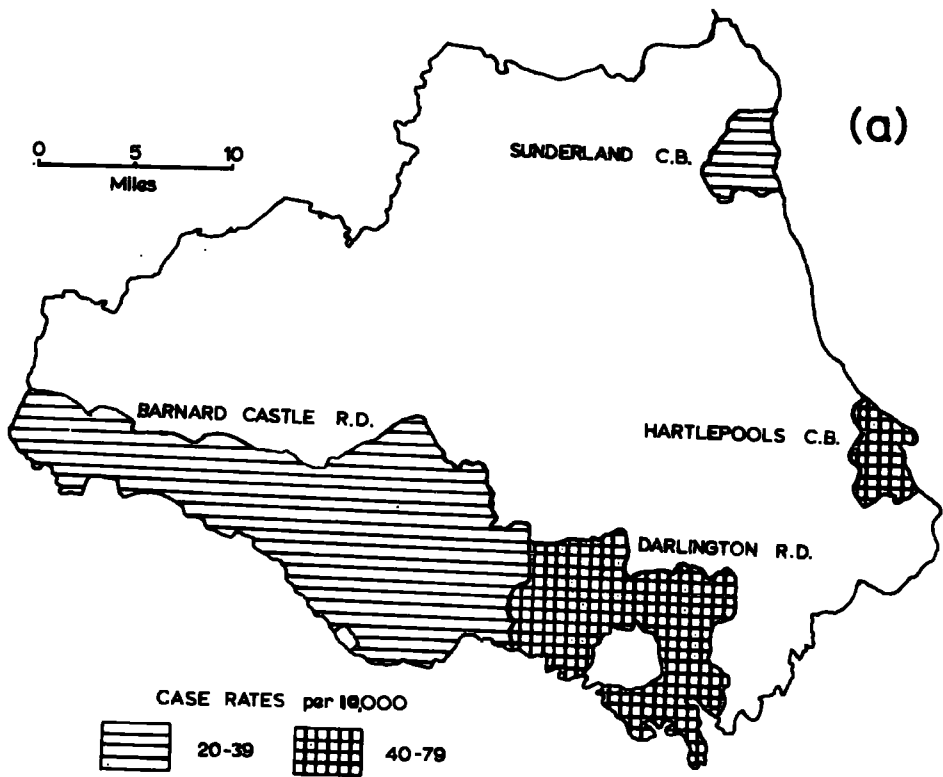 (a)
0 5 10
Miles
SUNDERLAND C.B.
BARNARD CASTLE R.D.
HARTLEPOOLS C.B.
DARLINGTON R.D.
CASE RATES per 10,000
20-39 40-79